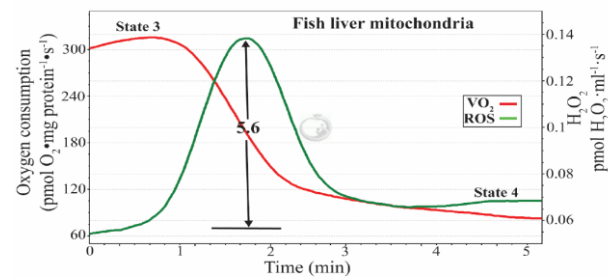 Fish liver mitochondria
State 3
Oxygen consumption
(pmol O₂•mg protein⁻¹•s⁻¹)
300
240
180
120
60
5.6
VO₂
ROS
State 4
0.14
0.12
0.1
0.08
0.06
H₂O₂
pmol H₂O₂·ml⁻¹·s⁻¹
0 1 2 3 4 5
Time (min)